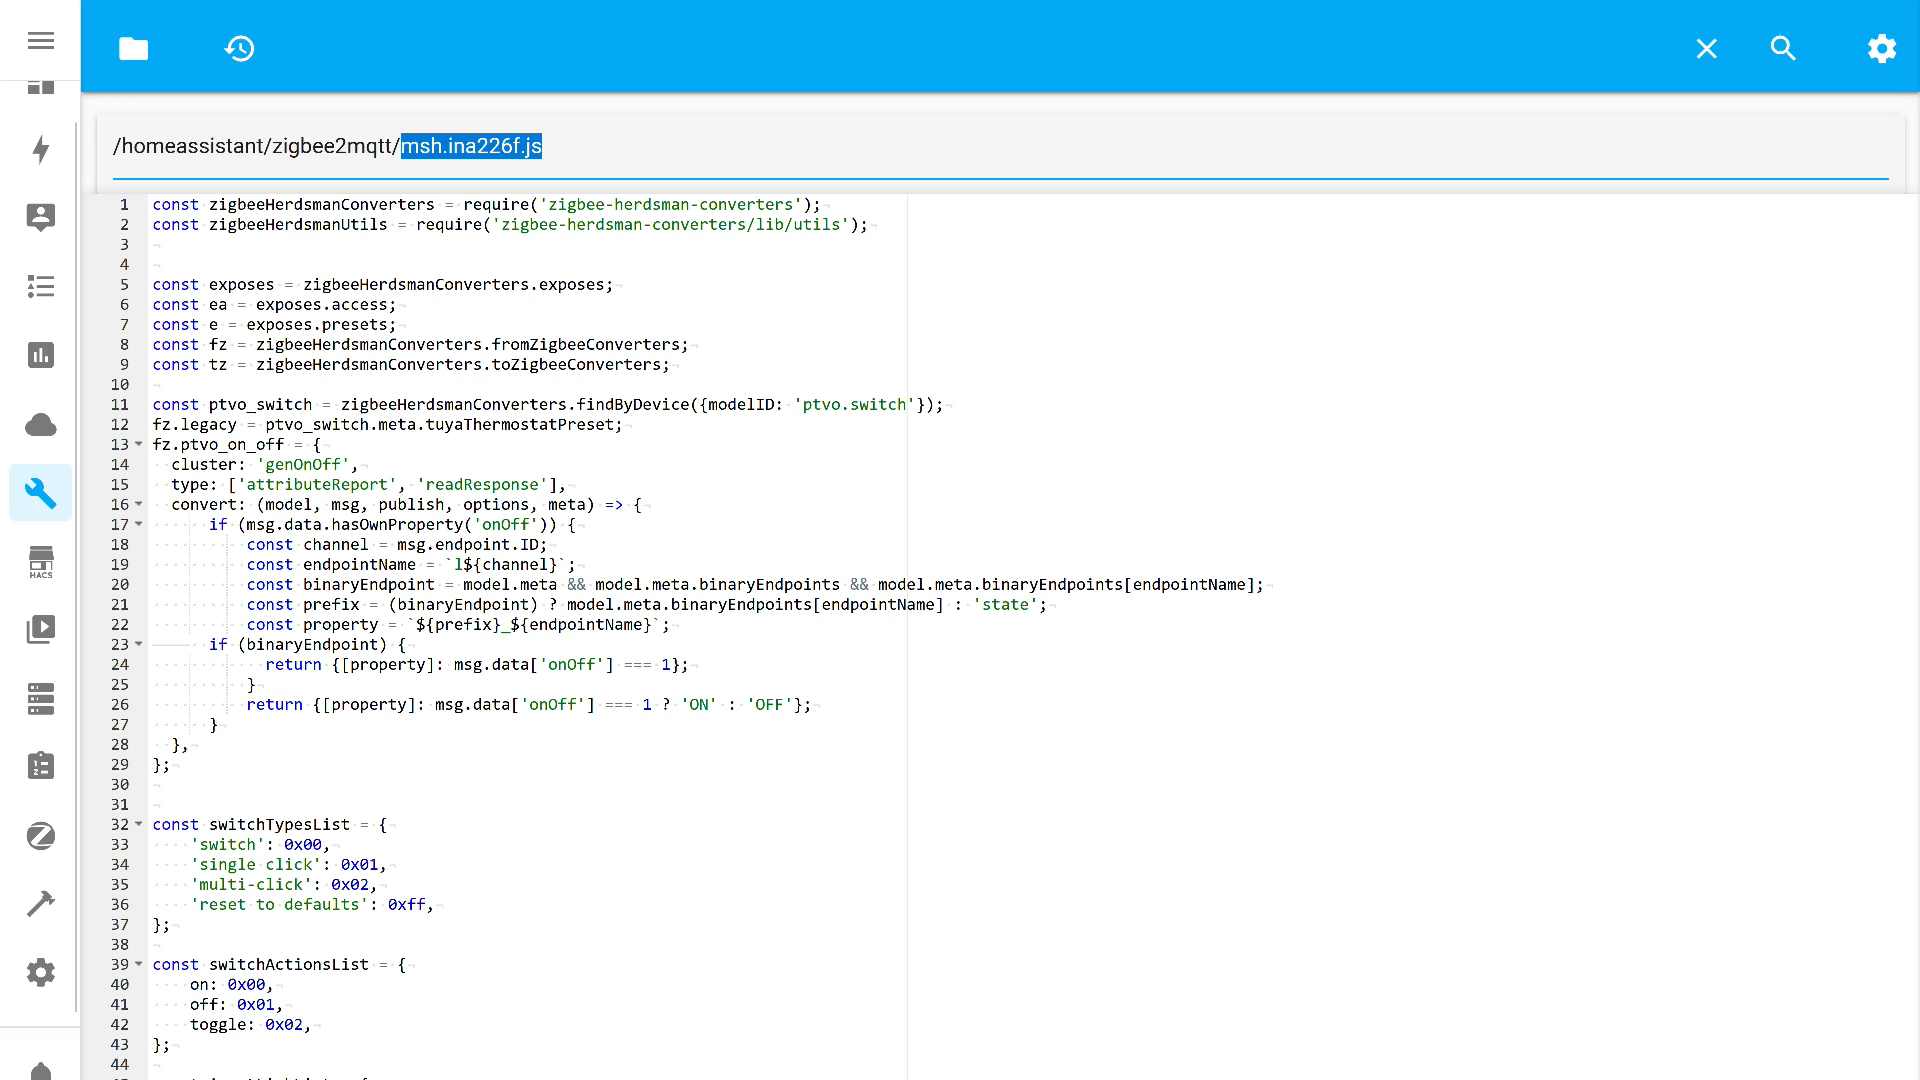 /homeassistant/zigbee2mqtt/msh.ina226f.js
1 const zigbeeHerdsmanConverters = require('zigbee-herdsman-converters');
2 const zigbeeHerdsmanUtils = require('zigbee-herdsman-converters/lib/utils');
3
4
5 const exposes = zigbeeHerdsmanConverters.exposes;
6 const ea = exposes.access;
7 const e = exposes.presets;
8 const fz = zigbeeHerdsmanConverters.fromZigbeeConverters;
9 const tz = zigbeeHerdsmanConverters.toZigbeeConverters;
10
11 const ptvo_switch = zigbeeHerdsmanConverters.findByDevice({modelID: 'ptvo.switch'});
12 fz.legacy = ptvo_switch.meta.tuyaThermostatPreset;
13 fz.ptvo_on_off = {
14   cluster: 'genOnOff',
15   type: ['attributeReport', 'readResponse'],
16   convert: (model, msg, publish, options, meta) => {
17       if (msg.data.hasOwnProperty('onOff')) {
18           const channel = msg.endpoint.ID;
19           const endpointName = `l${channel}`;
20           const binaryEndpoint = model.meta && model.meta.binaryEndpoints && model.meta.binaryEndpoints[endpointName];
21           const prefix = (binaryEndpoint) ? model.meta.binaryEndpoints[endpointName] : 'state';
22           const property = `${prefix}_${endpointName}`;
23       if (binaryEndpoint) {
24             return {[property]: msg.data['onOff'] === 1};
25           }
26           return {[property]: msg.data['onOff'] === 1 ? 'ON' : 'OFF'};
27       }
28   },
29 };
30
31
32 const switchTypesList = {
33     'switch': 0x00,
34     'single click': 0x01,
35     'multi-click': 0x02,
36     'reset to defaults': 0xff,
37 };
38
39 const switchActionsList = {
40     on: 0x00,
41     off: 0x01,
42     toggle: 0x02,
43 };
44
HACS